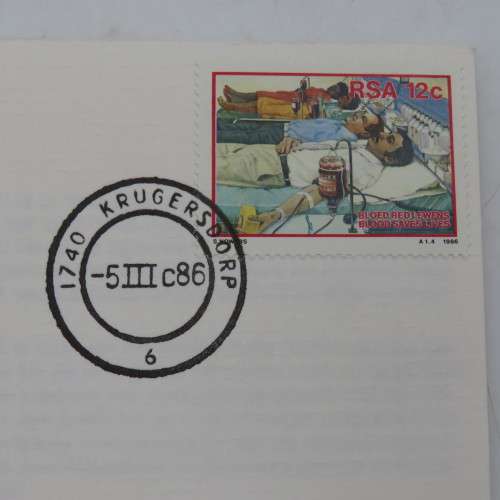 RSA 12c
BLOED RED LEWENS
BLOOD SAVES LIVES
A 1.4 1986
1740 KRUGERSDORP
-5 III c86
6